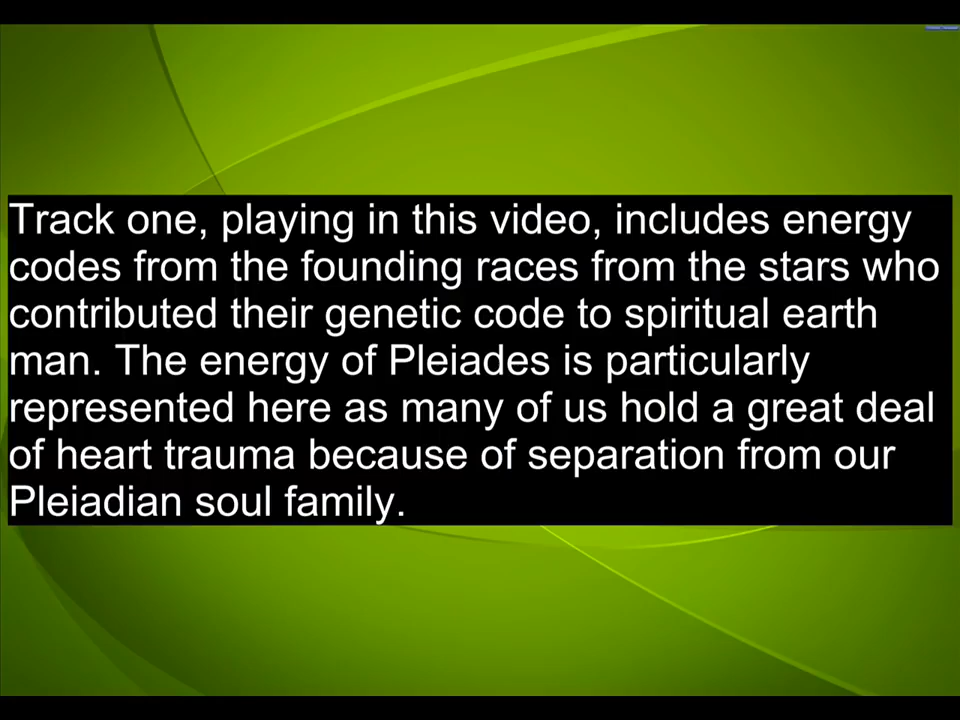 Track one, playing in this video, includes energy
codes from the founding races from the stars who
contributed their genetic code to spiritual earth
man. The energy of Pleiades is particularly
represented here as many of us hold a great deal
of heart trauma because of separation from our
Pleiadian soul family.